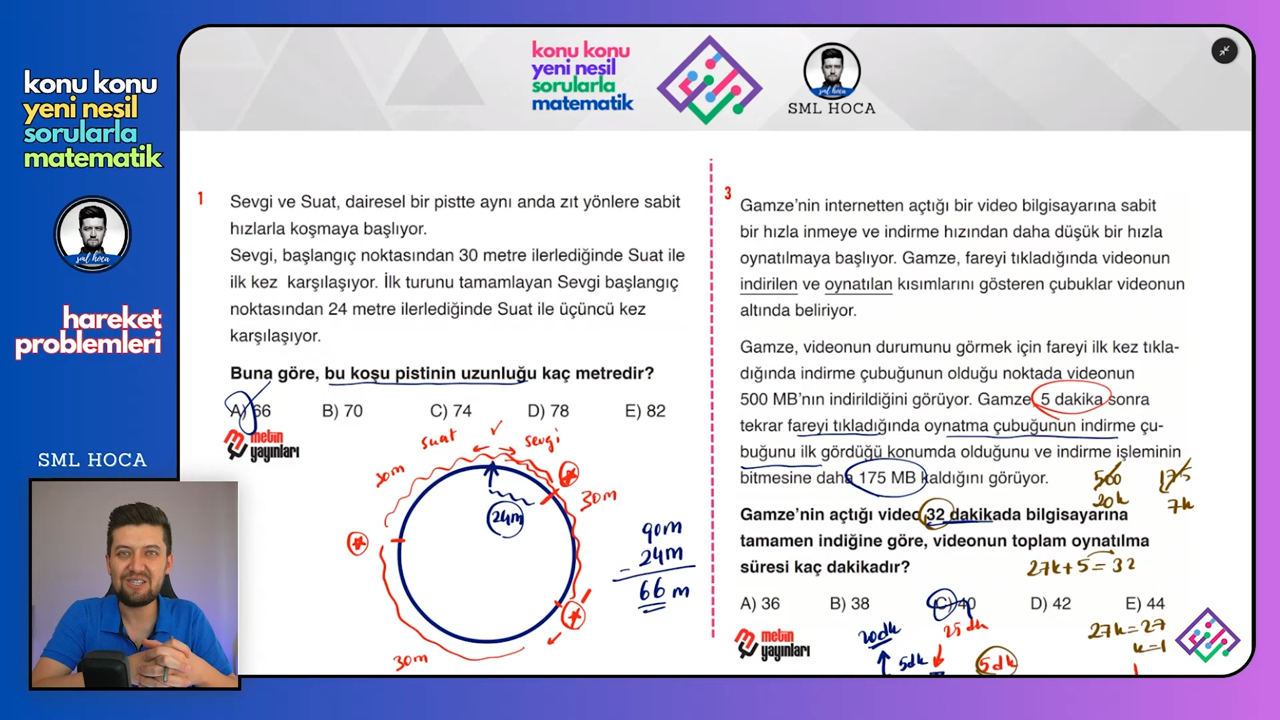 konu konu
yeni nesil
sorularla
matematik
sml hoca
hareket
problemleri
SML HOCA
konu konu
yeni nesil
sorularla
matematik
sml hoca
SML HOCA
1
Sevgi ve Suat, dairesel bir pistte aynı anda zıt yönlere sabit
hızlarla koşmaya başlıyor.
Sevgi, başlangıç noktasından 30 metre ilerlediğinde Suat ile
ilk kez karşılaşıyor. İlk turunu tamamlayan Sevgi başlangıç
noktasından 24 metre ilerlediğinde Suat ile üçüncü kez
karşılaşıyor.
Buna göre, bu koşu pistinin uzunluğu kaç metredir?
A) 66 B) 70 C) 74 D) 78 E) 82
metin
yayınları
suat
sevgi
30m
30m
24m
30m
90m
- 24m
66 m
3
Gamze'nin internetten açtığı bir video bilgisayarına sabit
bir hızla inmeye ve indirme hızından daha düşük bir hızla
oynatılmaya başlıyor. Gamze, fareyi tıkladığında videonun
indirilen ve oynatılan kısımlarını gösteren çubuklar videonun
altında beliriyor.
Gamze, videonun durumunu görmek için fareyi ilk kez tıkla-
dığında indirme çubuğunun olduğu noktada videonun
500 MB'nın indirildiğini görüyor. Gamze, 5 dakika sonra
tekrar fareyi tıkladığında oynatma çubuğunun indirme çu-
buğunu ilk gördüğü konumda olduğunu ve indirme işleminin
bitmesine daha 175 MB kaldığını görüyor.
500 175
20k 7k
Gamze'nin açtığı video 32 dakikada bilgisayarına
tamamen indiğine göre, videonun toplam oynatılma
süresi kaç dakikadır?
27k+5=32
A) 36 B) 38 C) 40 D) 42 E) 44
27k=27
k=1
metin
yayınları
20dk
25 dk
5dk
5dk